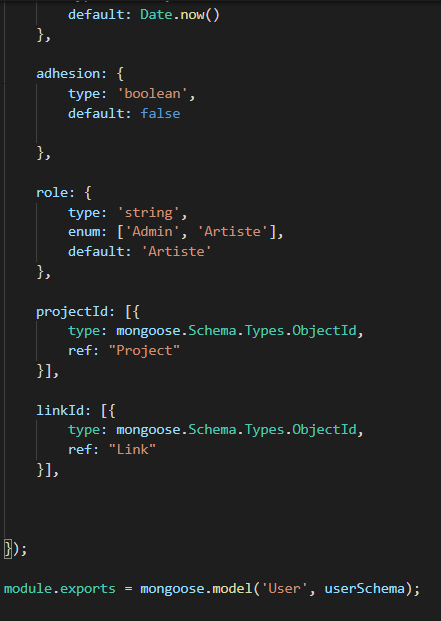 default: Date.now()
},
adhesion: {
type: 'boolean',
default: false
},
role: {
type: 'string',
enum: ['Admin', 'Artiste'],
default: 'Artiste'
},
projectId: [{
type: mongoose.Schema.Types.ObjectId,
ref: "Project"
}],
linkId: [{
type: mongoose.Schema.Types.ObjectId,
ref: "Link"
}],
});
module.exports = mongoose.model('User', userSchema);